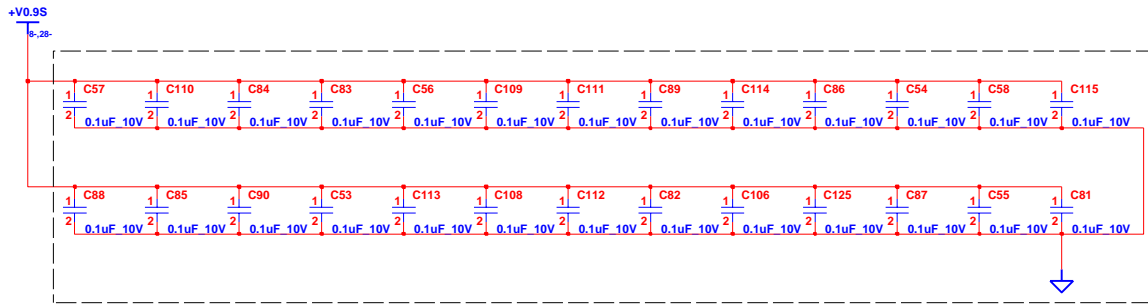 +V0.9S
8-,28-
C57 C110 C84 C83 C56 C109 C111 C89 C114 C86 C54 C58 C115
1 1 1 1 1 1 1 1 1 1 1 1 1
2 2 2 2 2 2 2 2 2 2 2 2 2
0.1uF_10V 0.1uF_10V 0.1uF_10V 0.1uF_10V 0.1uF_10V 0.1uF_10V 0.1uF_10V 0.1uF_10V 0.1uF_10V 0.1uF_10V 0.1uF_10V 0.1uF_10V 0.1uF_10V
C88 C85 C90 C53 C113 C108 C112 C82 C106 C125 C87 C55 C81
1 1 1 1 1 1 1 1 1 1 1 1 1
2 2 2 2 2 2 2 2 2 2 2 2 2
0.1uF_10V 0.1uF_10V 0.1uF_10V 0.1uF_10V 0.1uF_10V 0.1uF_10V 0.1uF_10V 0.1uF_10V 0.1uF_10V 0.1uF_10V 0.1uF_10V 0.1uF_10V 0.1uF_10V